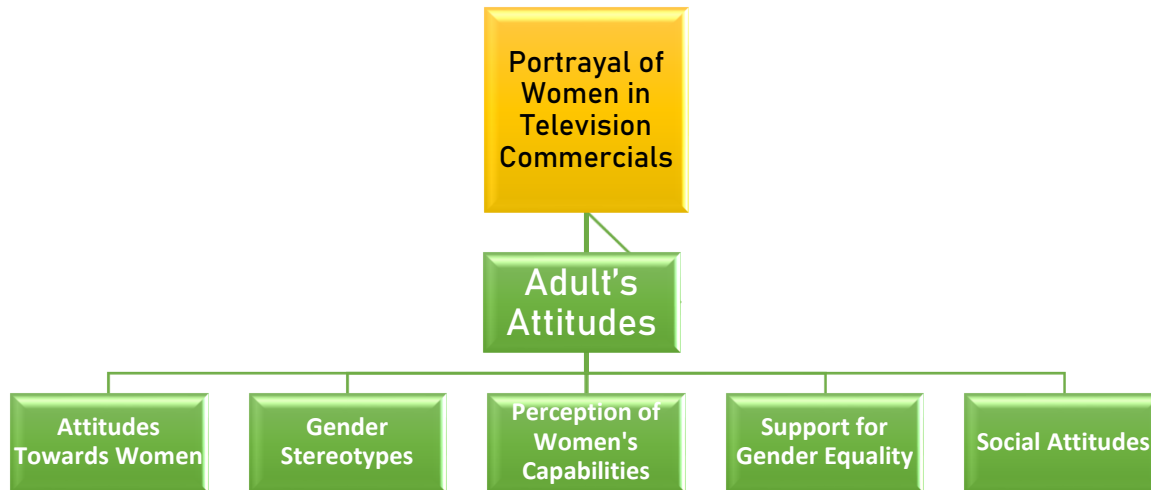 Portrayal of
Women in
Television
Commercials
Adult’s
Attitudes
Attitudes
Towards Women
Gender
Stereotypes
Perception of
Women's
Capabilities
Support for
Gender Equality
Social Attitudes